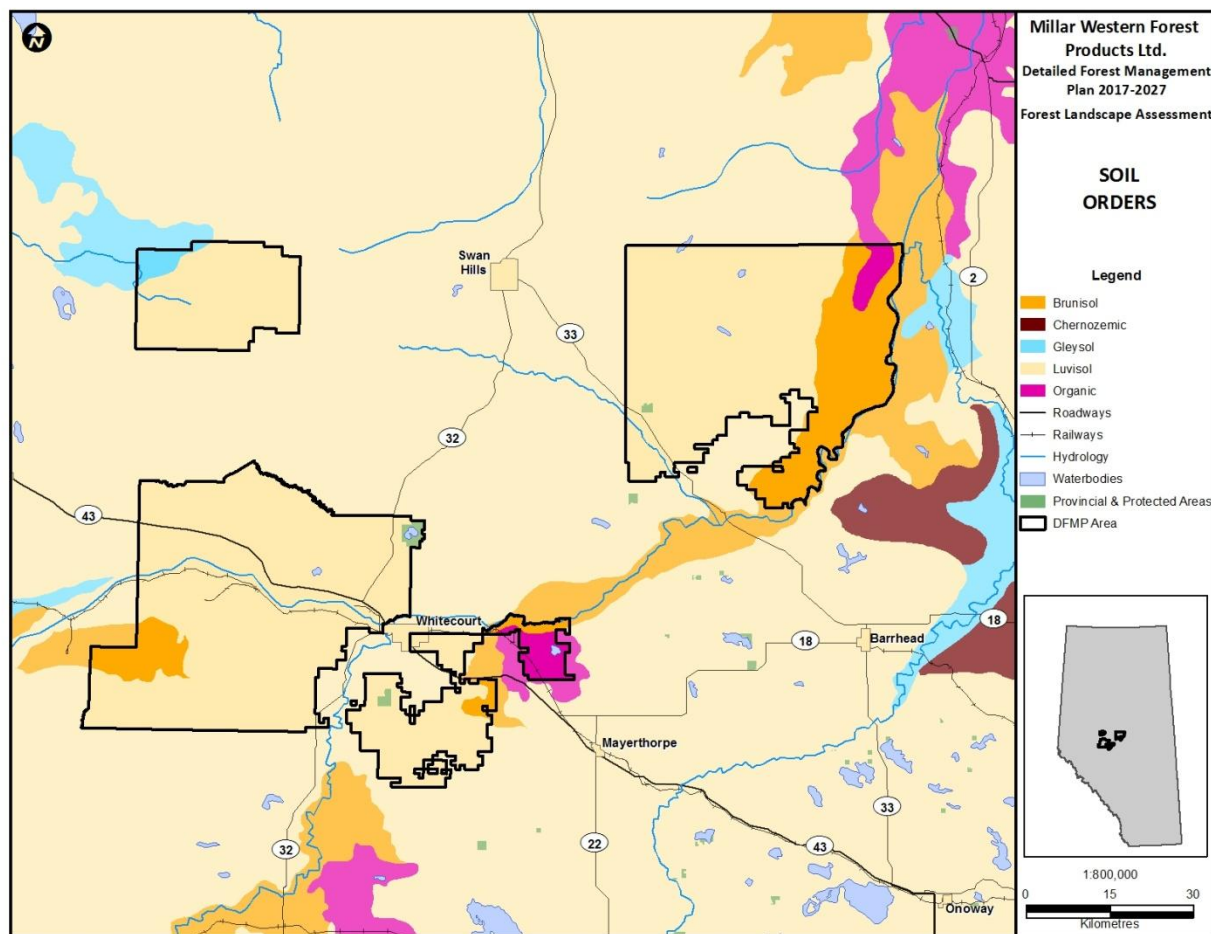 N
Swan
Hills
33
32
2
43
Whitecourt
18
Barrhead
18
Mayerthorpe
33
32
22
43
Onoway
Millar Western Forest
Products Ltd.
Detailed Forest Management
Plan 2017-2027
Forest Landscape Assessment
SOIL
ORDERS
Legend
Brunisol
Chernozemic
Gleysol
Luvisol
Organic
Roadways
Railways
Hydrology
Waterbodies
Provincial & Protected Areas
DFMP Area
1:800,000
0 15 30
Kilometres